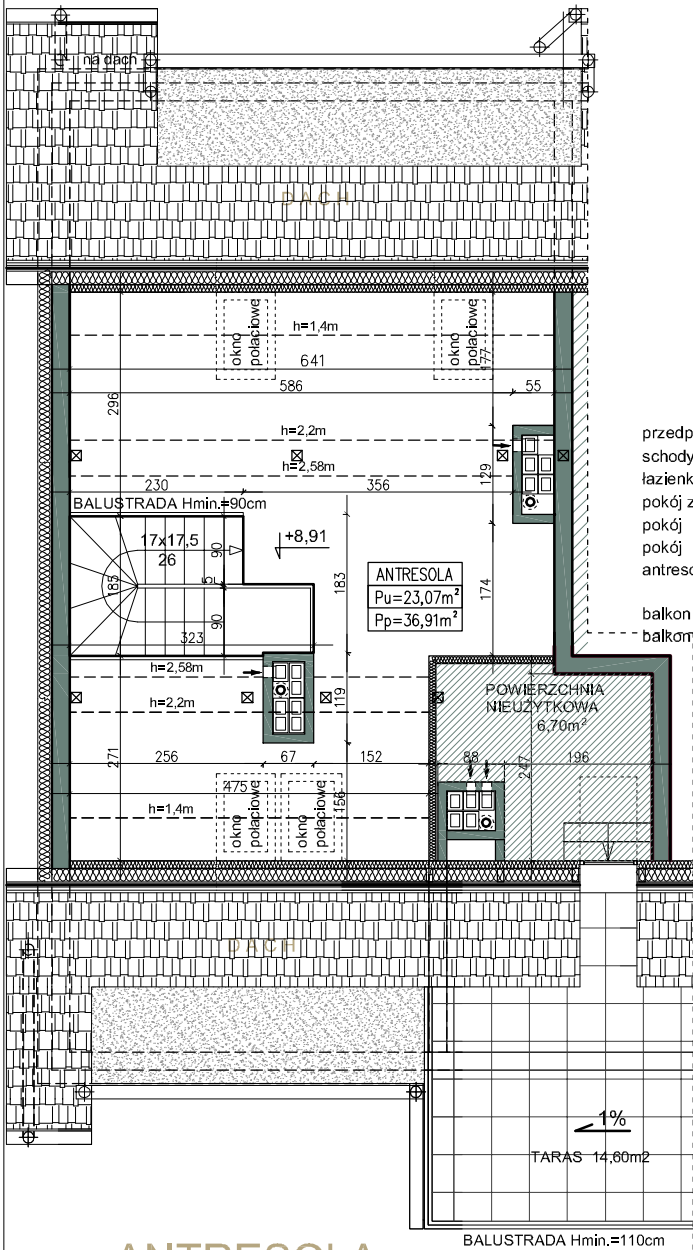 na dach
DACH
okno
połaciowe
okno
połaciowe
h=1,4m
177
641
586
55
296
h=2,2m
h=2,58m
129
230
356
BALUSTRADA Hmin.=90cm
17x17,5
26
90
5
90
185
+8,91
183
174
ANTRESOLA
Pu=23,07m²
Pp=36,91m²
323
h=2,58m
h=2,2m
119
POWIERZCHNIA
NIEUŻYTKOWA
6,70m²
271
256
67
152
88
247
196
475
156
h=1,4m
okno
połaciowe
okno
połaciowe
DACH
1%
TARAS 14,60m2
BALUSTRADA Hmin.=110cm
ANTRESOLA
przedp
schody
łazienk
pokój z
pokój
pokój
antreso
balkon
balkon